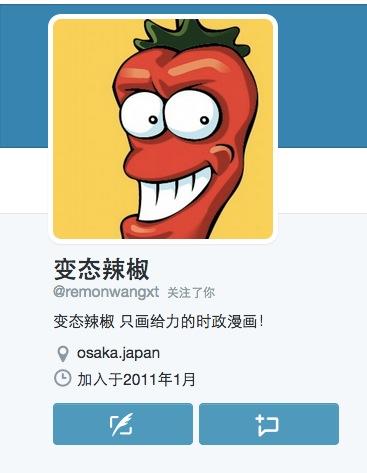 变态辣椒
@remonwangxt 关注了你
变态辣椒 只画给力的时政漫画！
osaka.japan
加入于2011年1月